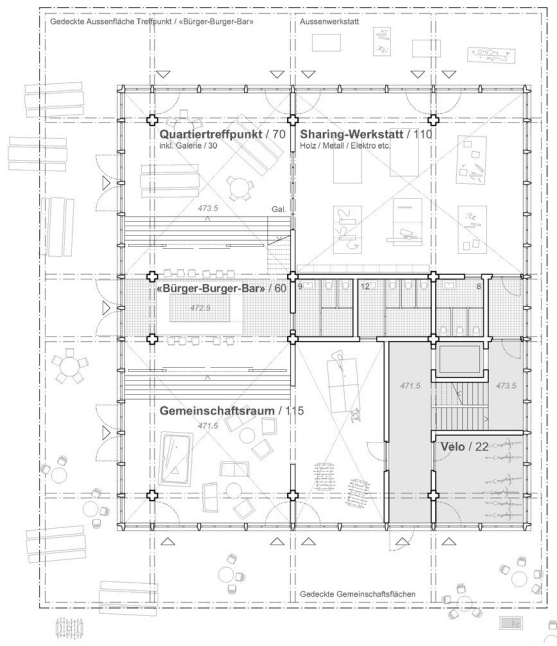 Gedeckte Aussenfläche Treffpunkt / «Bürger-Burger-Bar»
Aussenwerkstatt
Quartiertreffpunkt / 70
inkl. Galerie / 30
Sharing-Werkstatt / 110
Holz / Metall / Elektro etc.
473.5
Gal.
«Bürger-Burger-Bar» / 60
9
12
8
472.5
471.5
473.5
Gemeinschaftsraum / 115
471.5
Velo / 22
Gedeckte Gemeinschaftsflächen